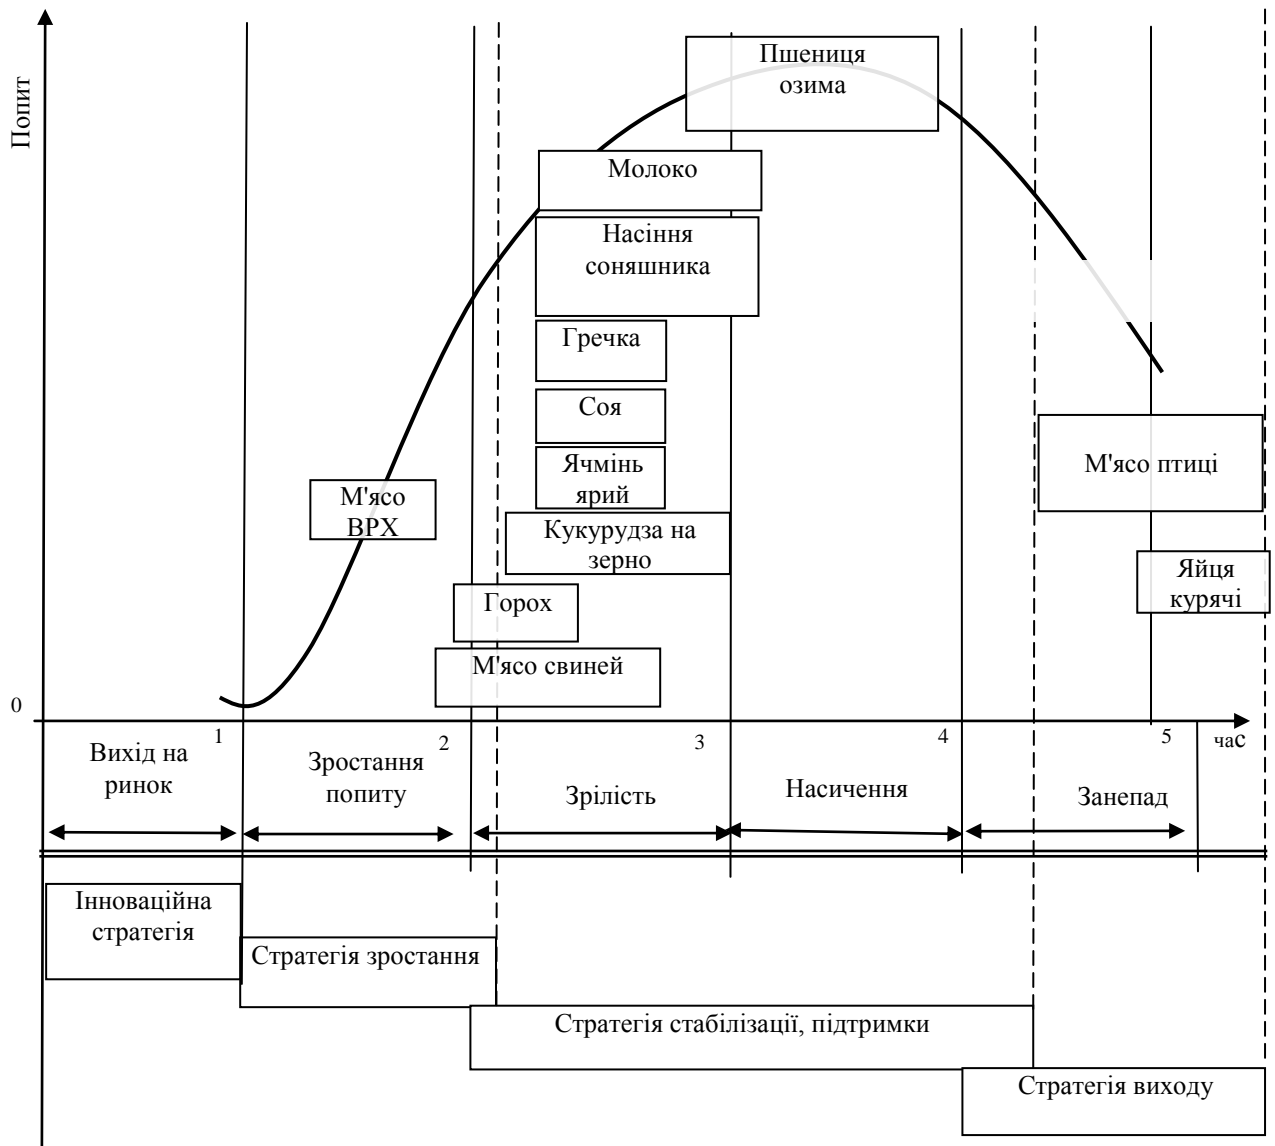 Попит
Пшениця
озима
Молоко
Насіння
соняшника
Гречка
Соя
Ячмінь
ярий
М'ясо
ВРХ
Кукурудза на
зерно
Горох
М'ясо свиней
М'ясо птиці
Яйця
курячі
0
1
2
3
4
5
час
Вихід на
ринок
Зростання
попиту
Зрілість
Насичення
Занепад
Інноваційна
стратегія
Стратегія зростання
Стратегія стабілізації, підтримки
Стратегія виходу